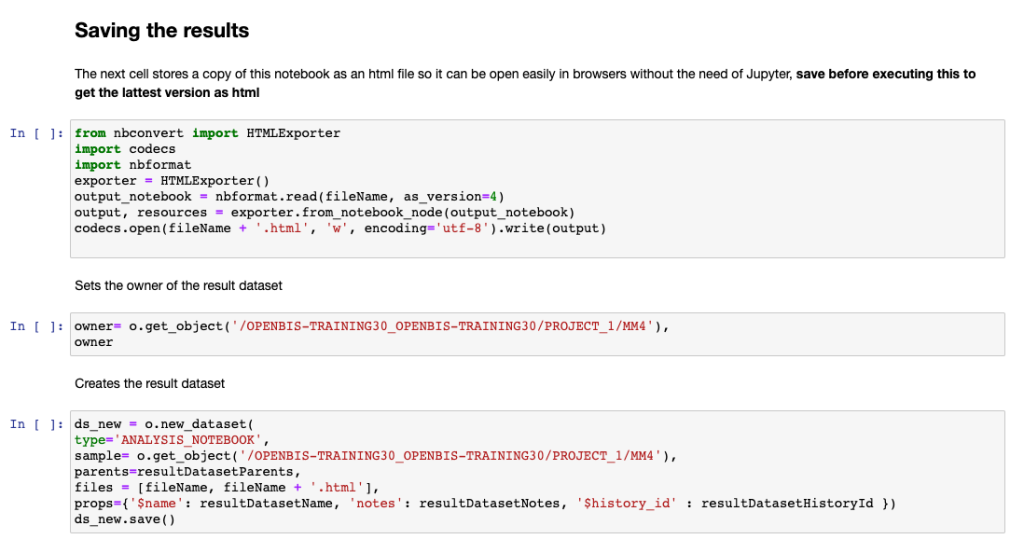 Saving the results
The next cell stores a copy of this notebook as an html file so it can be open easily in browsers without the need of Jupyter, save before executing this to
get the lattest version as html
In [ ]: from nbconvert import HTMLExporter
import codecs
import nbformat
exporter = HTMLExporter()
output_notebook = nbformat.read(fileName, as_version=4)
output, resources = exporter.from_notebook_node(output_notebook)
codecs.open(fileName + '.html', 'w', encoding='utf-8').write(output)
Sets the owner of the result dataset
In [ ]: owner= o.get_object('/OPENBIS-TRAINING30_OPENBIS-TRAINING30/PROJECT_1/MM4'),
owner
Creates the result dataset
In [ ]: ds_new = o.new_dataset(
type='ANALYSIS_NOTEBOOK',
sample= o.get_object('/OPENBIS-TRAINING30_OPENBIS-TRAINING30/PROJECT_1/MM4'),
parents=resultDatasetParents,
files = [fileName, fileName + '.html'],
props={'$name': resultDatasetName, 'notes': resultDatasetNotes, '$history_id' : resultDatasetHistoryId })
ds_new.save()